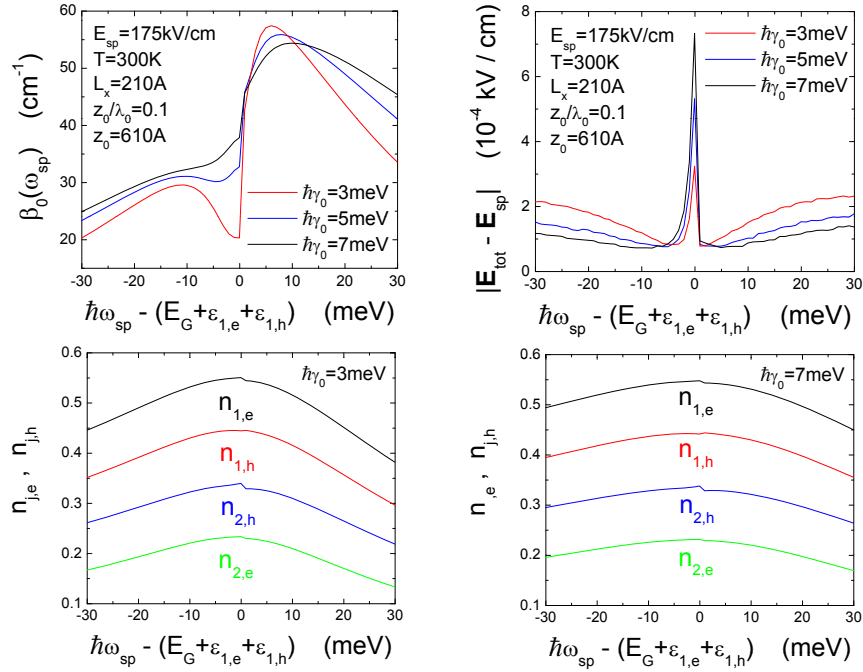 E_sp=175kV/cm
T=300K
L_x=210A
z_0/λ_0=0.1
z_0=610A
ħγ_0=3meV
ħγ_0=5meV
ħγ_0=7meV
β_0(ω_sp) (cm^-1)
60
50
40
30
20
-30 -20 -10 0 10 20 30
ħω_sp - (E_G+ε_1,e+ε_1,h) (meV)
E_sp=175kV/cm
T=300K
L_x=210A
z_0/λ_0=0.1
z_0=610A
ħγ_0=3meV
ħγ_0=5meV
ħγ_0=7meV
|E_tot - E_sp| (10^-4 kV / cm)
8
6
4
2
0
-30 -20 -10 0 10 20 30
ħω_sp - (E_G+ε_1,e+ε_1,h) (meV)
ħγ_0=3meV
n_1,e
n_1,h
n_2,h
n_2,e
n_j,e , n_j,h
0.6
0.5
0.4
0.3
0.2
0.1
-30 -20 -10 0 10 20 30
ħω_sp - (E_G+ε_1,e+ε_1,h) (meV)
ħγ_0=7meV
n_1,e
n_1,h
n_2,h
n_2,e
n_,e , n_j,h
0.6
0.5
0.4
0.3
0.2
0.1
-30 -20 -10 0 10 20 30
ħω_sp - (E_G+ε_1,e+ε_1,h) (meV)